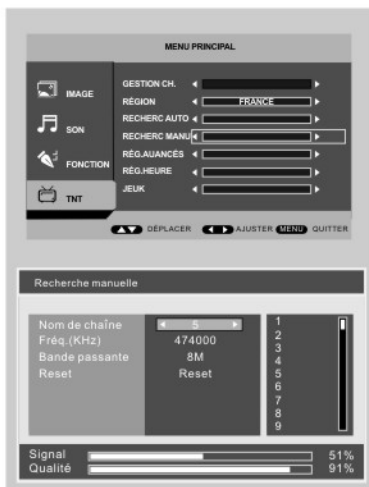 MENU PRINCIPAL
IMAGE
SON
FONCTION
TNT
GESTION CH.
RÉGION FRANCE
RECHERC AUTO
RECHERC MANU
RÉG.AUANCÈS
RÉG.HEURE
JEUK
DÉPLACER AJUSTER MENU QUITTER
Recherche manuelle
Nom de chaîne 5
Fréq.(KHz) 474000
Bande passante 8M
Reset Reset
1
2
3
4
5
6
7
8
9
Signal 51%
Qualité 91%